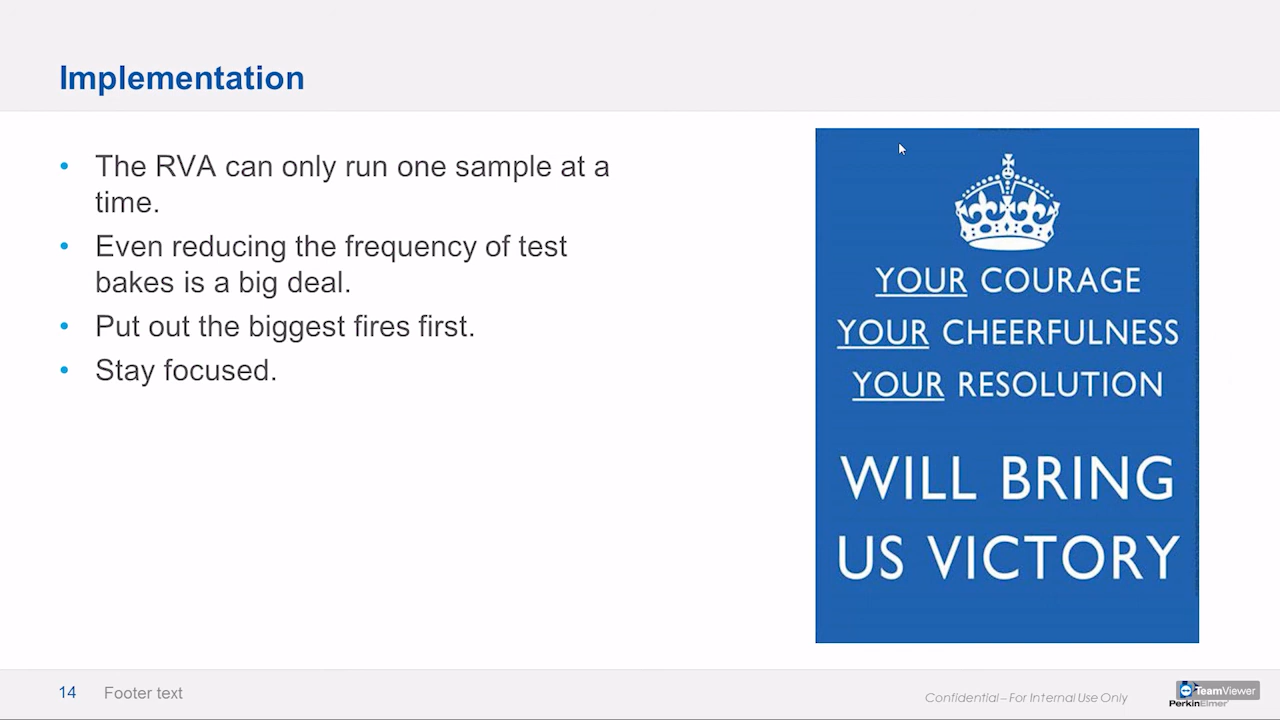 Implementation
• The RVA can only run one sample at a
time.
• Even reducing the frequency of test
bakes is a big deal.
• Put out the biggest fires first.
• Stay focused.
YOUR COURAGE
YOUR CHEERFULNESS
YOUR RESOLUTION
WILL BRING
US VICTORY
14 Footer text
Confidential – For Internal Use Only
TeamViewer
PerkinElmer